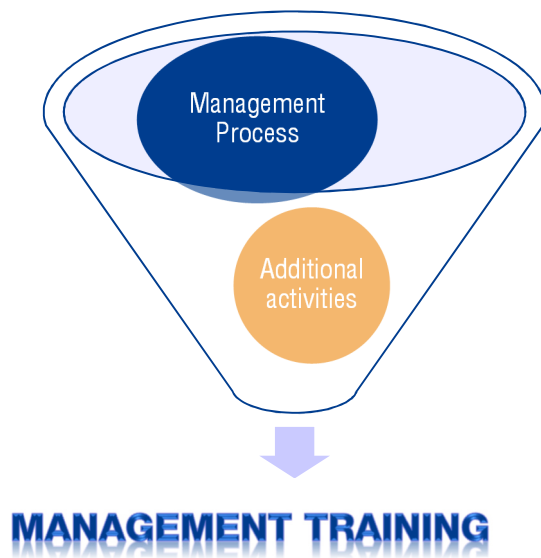 Management
Process
Additional
activities
MANAGEMENT TRAINING